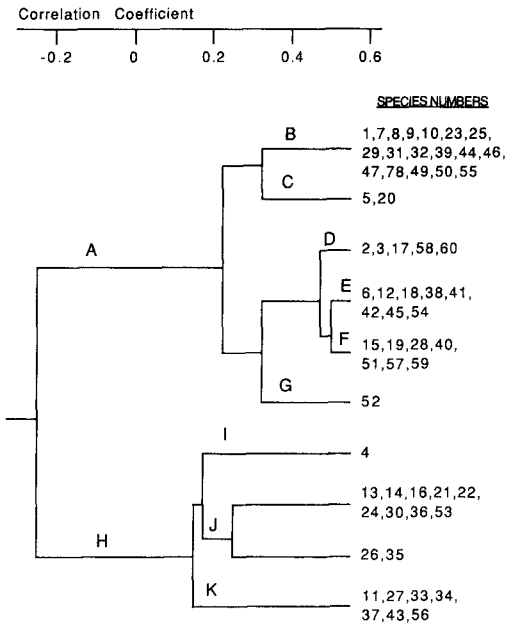 Correlation Coefficient
-0.2 0 0.2 0.4 0.6
SPECIES NUMBERS
B
1,7,8,9,10,23,25,
29,31,32,39,44,46,
47,78,49,50,55
C
5,20
A
D
2,3,17,58,60
E
6,12,18,38,41,
42,45,54
F
15,19,28,40,
51,57,59
G
52
I
4
13,14,16,21,22,
24,30,36,53
J
H
26,35
K
11,27,33,34,
37,43,56